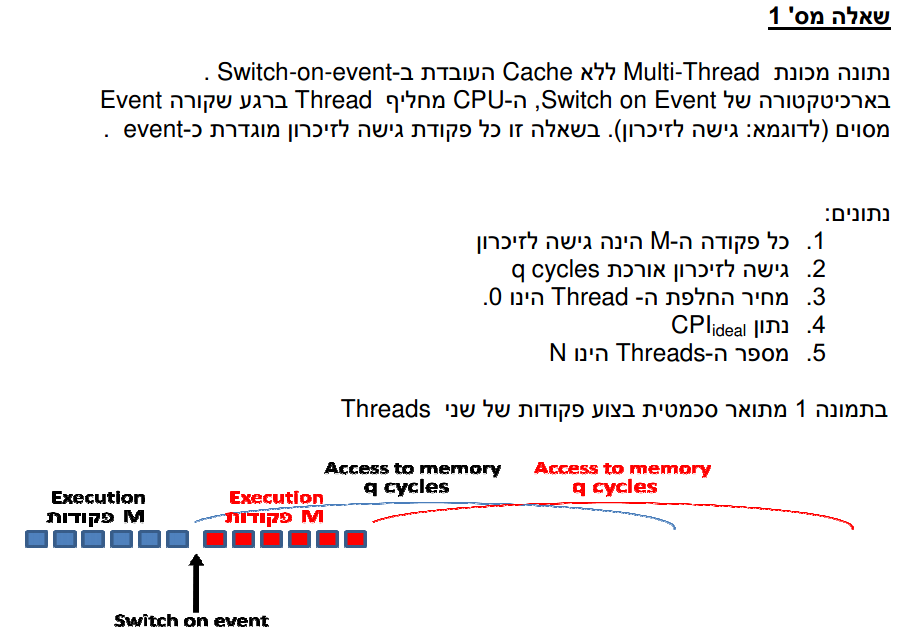 שאלה מס' 1
נתונה מכונת Multi-Thread ללא Cache העובדת ב-Switch-on-event .
בארכיטקטורה של Switch on Event, ה-CPU מחליף Thread ברגע שקורה Event
מסוים (לדוגמא: גישה לזיכרון). בשאלה זו כל פקודת גישה לזיכרון מוגדרת כ-event .
נתונים:
1. כל פקודה ה-M הינה גישה לזיכרון
2. גישה לזיכרון אורכת q cycles
3. מחיר החלפת ה- Thread הינו 0.
4. נתון CPIideal
5. מספר ה-Threads הינו N
בתמונה 1 מתואר סכמטית בצוע פקודות של שני Threads
Access to memory
q cycles
Access to memory
q cycles
Execution
M פקודות
Execution
M פקודות
Switch on event